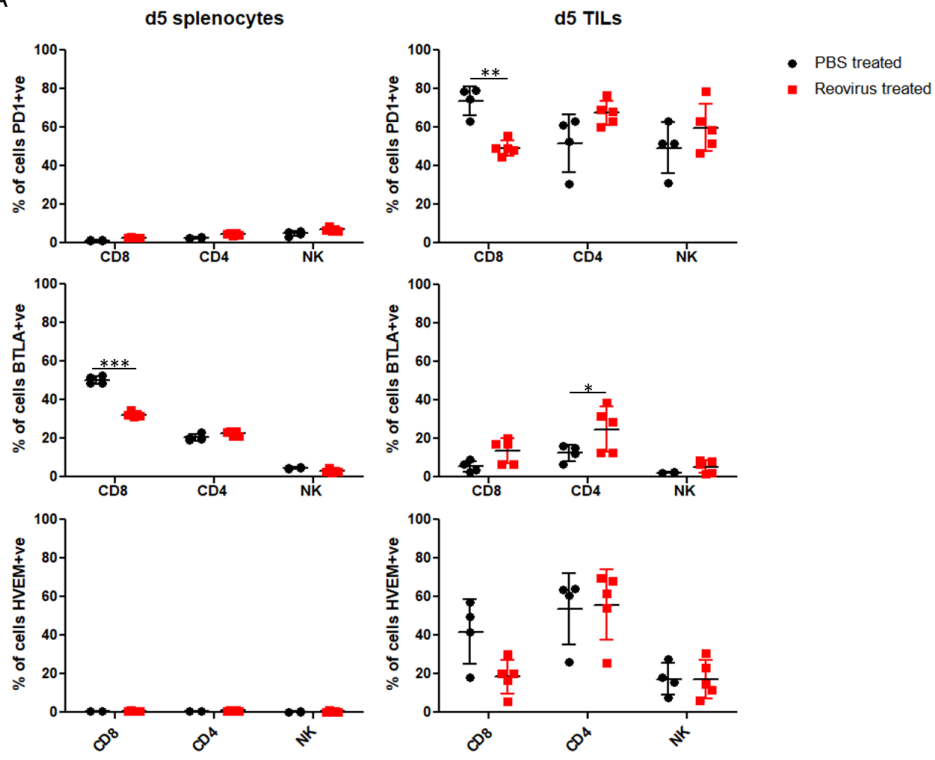 A
d5 splenocytes
d5 TILs
PBS treated
Reovirus treated
% of cells PD1+ve
100
80
60
40
20
0
CD8
CD4
NK
% of cells PD1+ve
100
80
60
40
20
0
**
CD8
CD4
NK
% of cells BTLA+ve
100
80
60
40
20
0
***
CD8
CD4
NK
% of cells BTLA+ve
100
80
60
40
20
0
*
CD8
CD4
NK
% of cells HVEM+ve
100
80
60
40
20
0
CD8
CD4
NK
% of cells HVEM+ve
100
80
60
40
20
0
CD8
CD4
NK